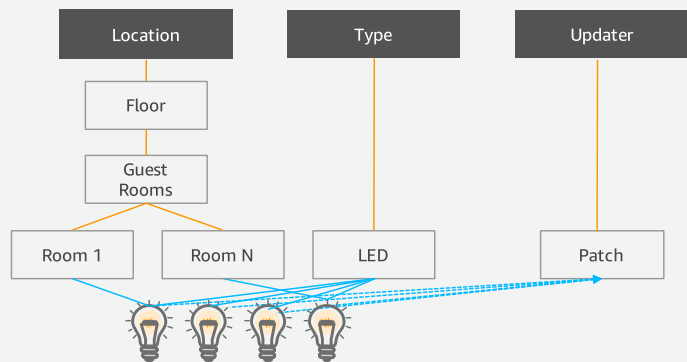 Location
Type
Updater
Floor
Guest
Rooms
Room 1
Room N
LED
Patch